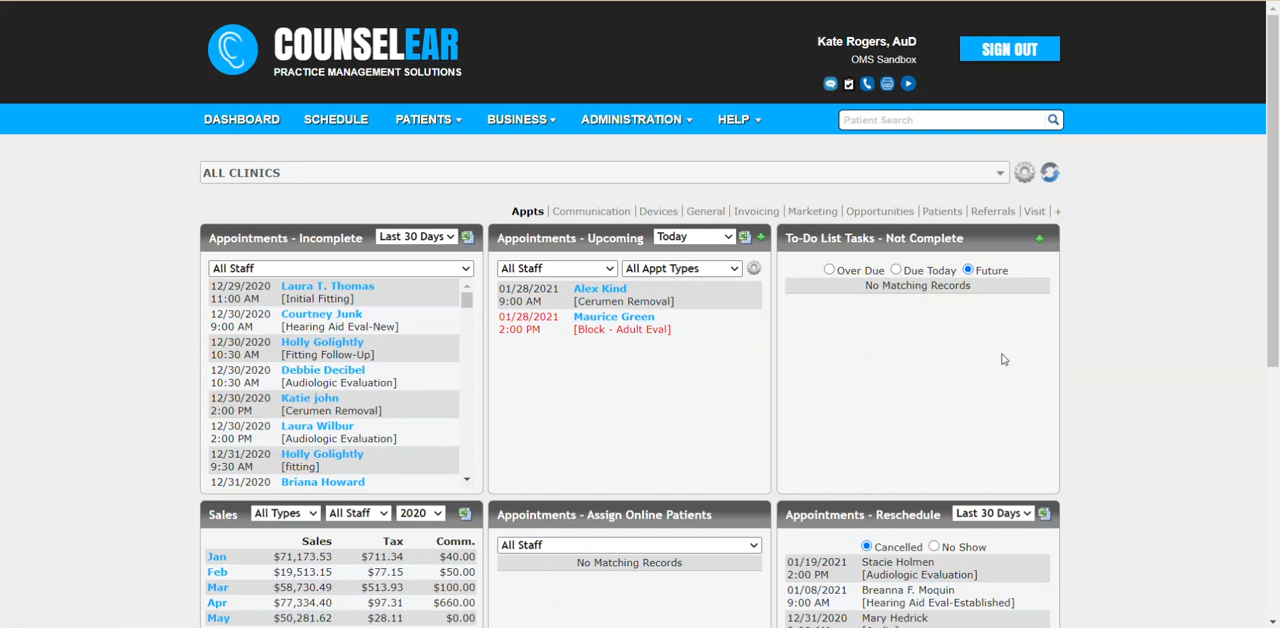 COUNSELEAR
PRACTICE MANAGEMENT SOLUTIONS
Kate Rogers, AuD
OMS Sandbox
SIGN OUT
DASHBOARD SCHEDULE PATIENTS BUSINESS ADMINISTRATION HELP
Patient Search
ALL CLINICS
Appts | Communication | Devices | General | Invoicing | Marketing | Opportunities | Patients | Referrals | Visit | +
Appointments - Incomplete Last 30 Days
All Staff
12/29/2020 Laura T. Thomas
11:00 AM [Initial Fitting]
12/30/2020 Courtney Junk
9:00 AM [Hearing Aid Eval-New]
12/30/2020 Holly Golightly
10:30 AM [Fitting Follow-Up]
12/30/2020 Debbie Decibel
10:30 AM [Audiologic Evaluation]
12/30/2020 Katie john
2:00 PM [Cerumen Removal]
12/30/2020 Laura Wilbur
2:00 PM [Audiologic Evaluation]
12/31/2020 Holly Golightly
9:30 AM [fitting]
12/31/2020 Briana Howard
Appointments - Upcoming Today
All Staff All Appt Types
01/28/2021 Alex Kind
9:00 AM [Cerumen Removal]
01/28/2021 Maurice Green
2:00 PM [Block - Adult Eval]
To-Do List Tasks - Not Complete
Over Due Due Today Future
No Matching Records
Sales All Types All Staff 2020
Sales Tax Comm.
Jan $71,173.53 $711.34 $40.00
Feb $19,513.15 $77.15 $50.00
Mar $58,730.49 $513.93 $100.00
Apr $77,334.40 $97.31 $660.00
May $50,281.62 $28.11 $0.00
Appointments - Assign Online Patients
All Staff
No Matching Records
Appointments - Reschedule Last 30 Days
Cancelled No Show
01/19/2021 Stacie Holmen
2:00 PM [Audiologic Evaluation]
01/08/2021 Breanna F. Moquin
9:00 AM [Hearing Aid Eval-Established]
12/31/2020 Mary Hedrick